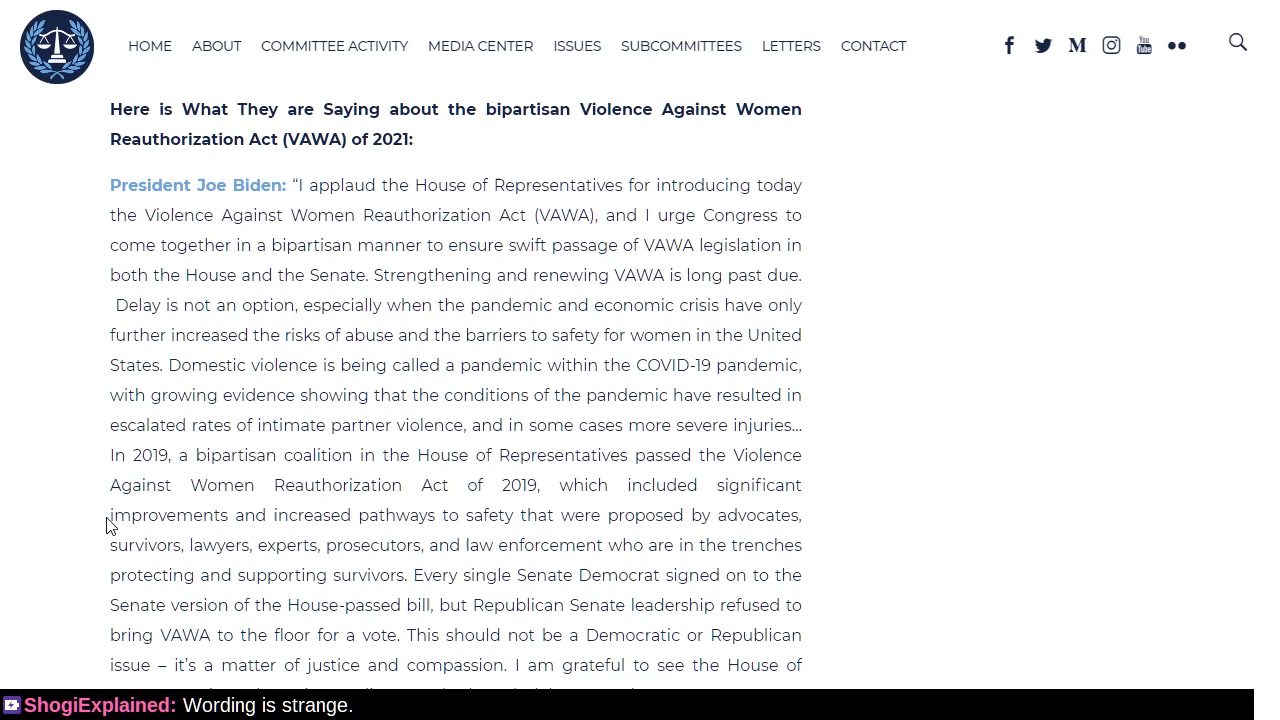 HOME ABOUT COMMITTEE ACTIVITY MEDIA CENTER ISSUES SUBCOMMITTEES LETTERS CONTACT
You
Tube
Here is What They are Saying about the bipartisan Violence Against Women
Reauthorization Act (VAWA) of 2021:
President Joe Biden: “I applaud the House of Representatives for introducing today
the Violence Against Women Reauthorization Act (VAWA), and I urge Congress to
come together in a bipartisan manner to ensure swift passage of VAWA legislation in
both the House and the Senate. Strengthening and renewing VAWA is long past due.
Delay is not an option, especially when the pandemic and economic crisis have only
further increased the risks of abuse and the barriers to safety for women in the United
States. Domestic violence is being called a pandemic within the COVID-19 pandemic,
with growing evidence showing that the conditions of the pandemic have resulted in
escalated rates of intimate partner violence, and in some cases more severe injuries…
In 2019, a bipartisan coalition in the House of Representatives passed the Violence
Against Women Reauthorization Act of 2019, which included significant
improvements and increased pathways to safety that were proposed by advocates,
survivors, lawyers, experts, prosecutors, and law enforcement who are in the trenches
protecting and supporting survivors. Every single Senate Democrat signed on to the
Senate version of the House-passed bill, but Republican Senate leadership refused to
bring VAWA to the floor for a vote. This should not be a Democratic or Republican
issue – it’s a matter of justice and compassion. I am grateful to see the House of
ShogiExplained: Wording is strange.